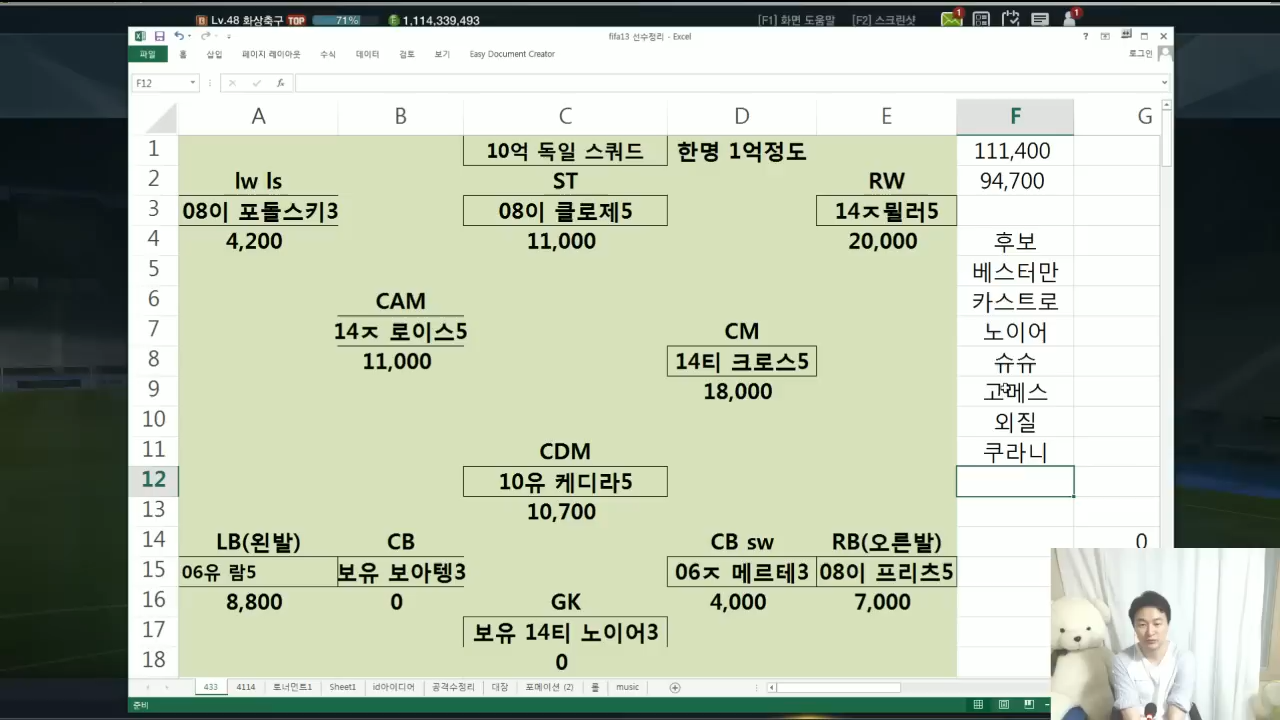 Lv.48 화상축구 TOP 71% 1,114,339,493 [F1] 화면 도움말 [F2] 스크린샷 1 1
fifa13 선수정리 - Excel
파일 홈 삽입 페이지 레이아웃 수식 데이터 검토 보기 Easy Document Creator 로그인
F12
A B C D E F G
1 10억 독일 스쿼드 한명 1억정도 111,400
2 lw ls ST RW 94,700
3 08이 포돌스키3 08이 클로제5 14ㅈ뮐러5
4 4,200 11,000 20,000 후보
5 베스터만
6 CAM 카스트로
7 14ㅈ 로이스5 CM 노이어
8 11,000 14티 크로스5 슈슈
9 18,000 고메스
10 외질
11 CDM 쿠라니
12 10유 케디라5
13 10,700
14 LB(왼발) CB CB sw RB(오른발) 0
15 06유 람5 보유 보아텡3 06ㅈ 메르테3 08이 프리츠5
16 8,800 0 GK 4,000 7,000
17 보유 14티 노이어3
18 0
433 4114 토너먼트1 Sheet1 id아이디어 공격수정리 대장 포메이션 (2) 롤 music
준비